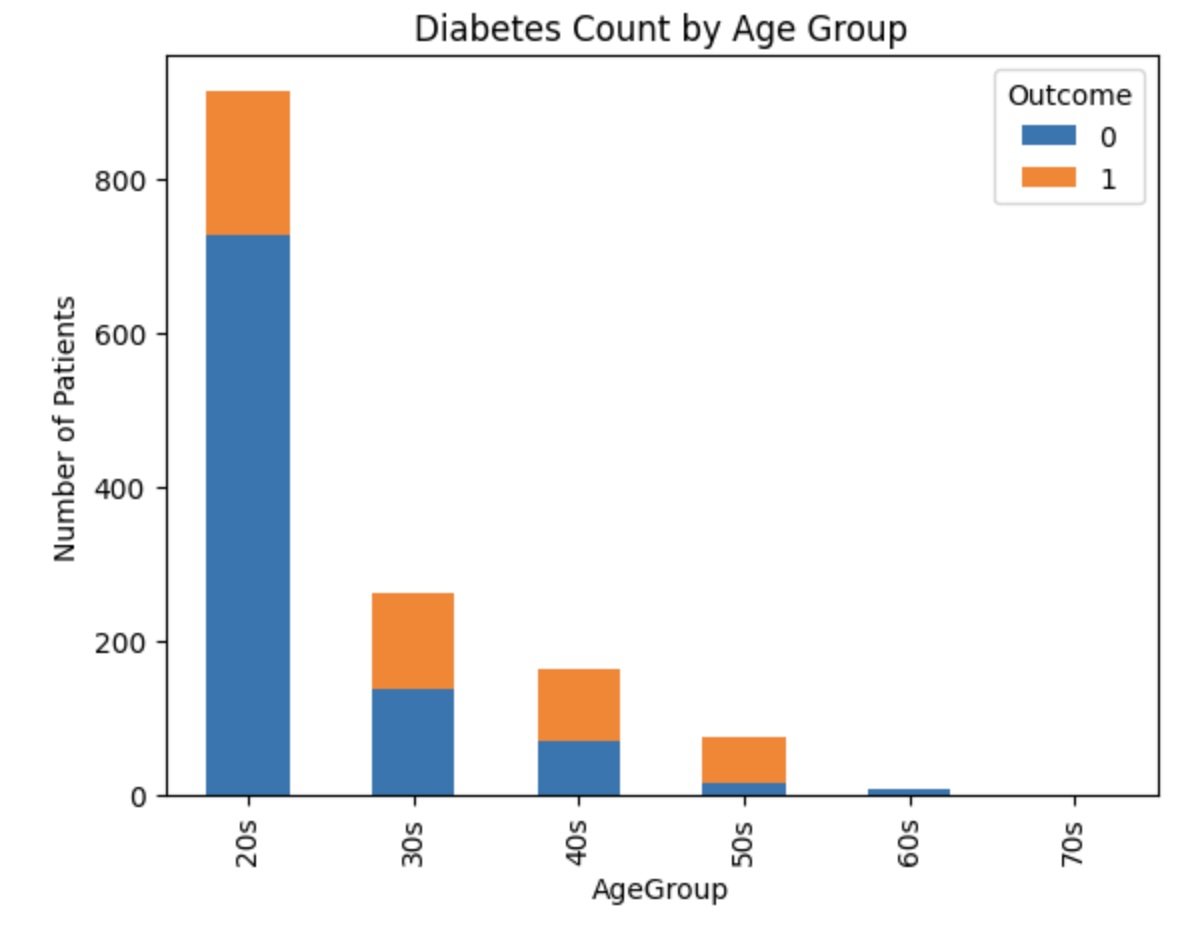 Diabetes Count by Age Group
Outcome
0
1
Number of Patients
800
600
400
200
0
20s
30s
40s
50s
60s
70s
AgeGroup